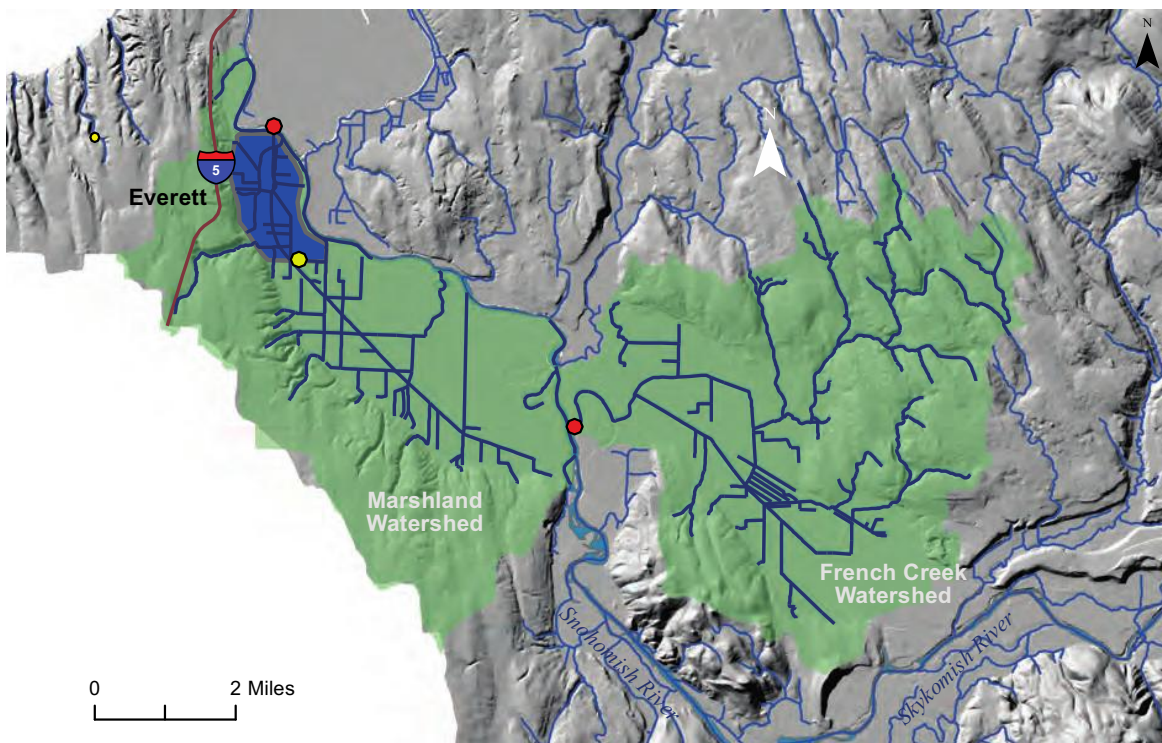 N
N
5
Everett
Marshland
Watershed
French Creek
Watershed
Snohomish River
Skykomish River
0 2 Miles